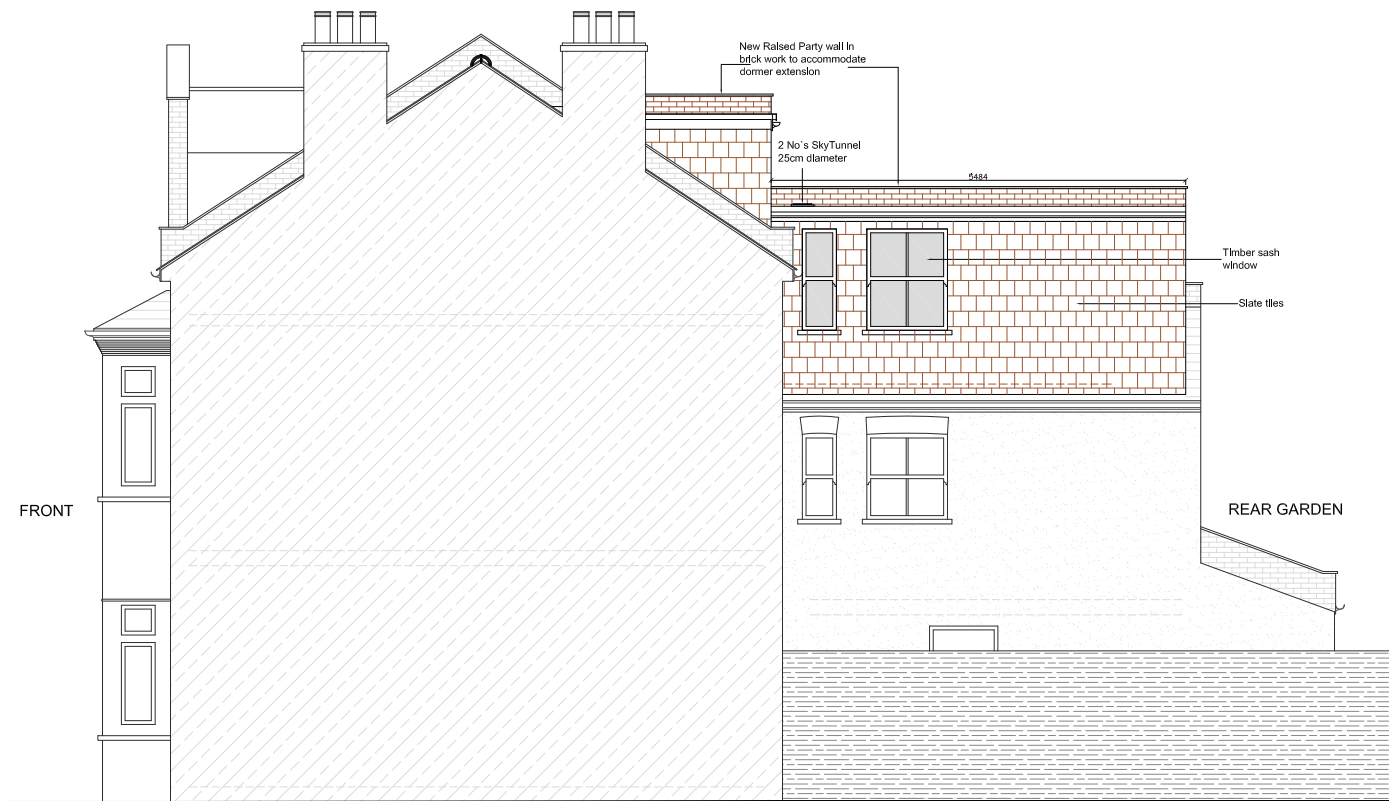 New Raised Party wall in
brick work to accommodate
dormer extension
2 No`s SkyTunnel
25cm diameter
5484
Timber sash
window
Slate tiles
FRONT
REAR GARDEN